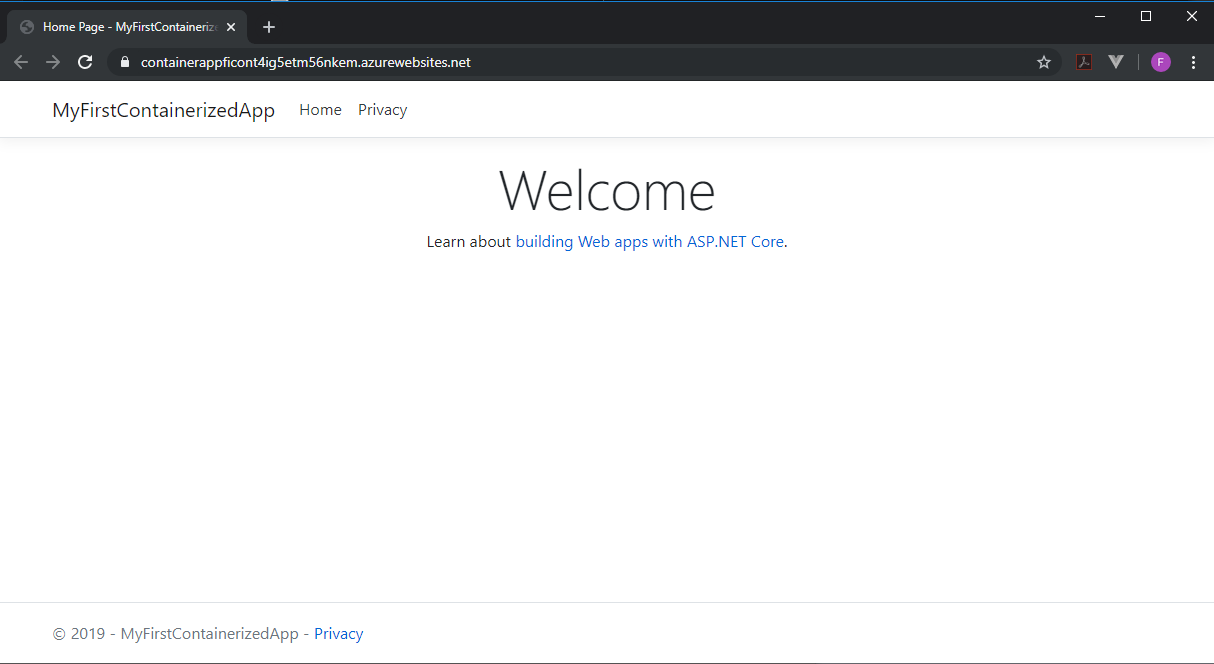 Home Page - MyFirstContaineriz
containerappficont4ig5etm56nkem.azurewebsites.net
F
MyFirstContainerizedApp Home Privacy
Welcome
Learn about building Web apps with ASP.NET Core.
© 2019 - MyFirstContainerizedApp - Privacy